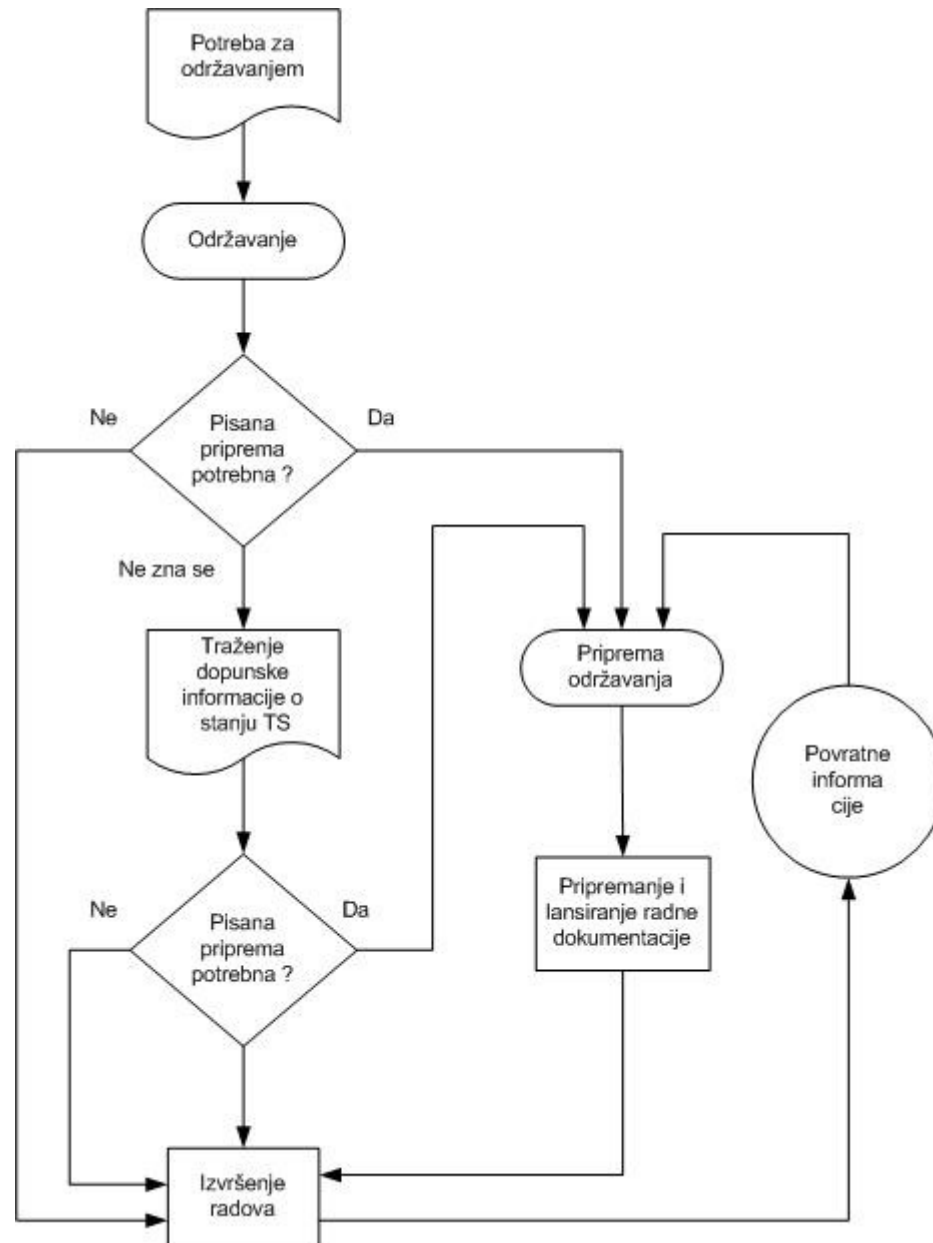 Potreba za
održavanjem
Održavanje
Ne
Da
Pisana
priprema
potrebna ?
Ne zna se
Traženje
dopunske
informacije o
stanju TS
Priprema
održavanja
Povratne
informa
cije
Ne
Da
Pisana
priprema
potrebna ?
Pripremanje i
lansiranje radne
dokumentacije
Izvršenje
radova